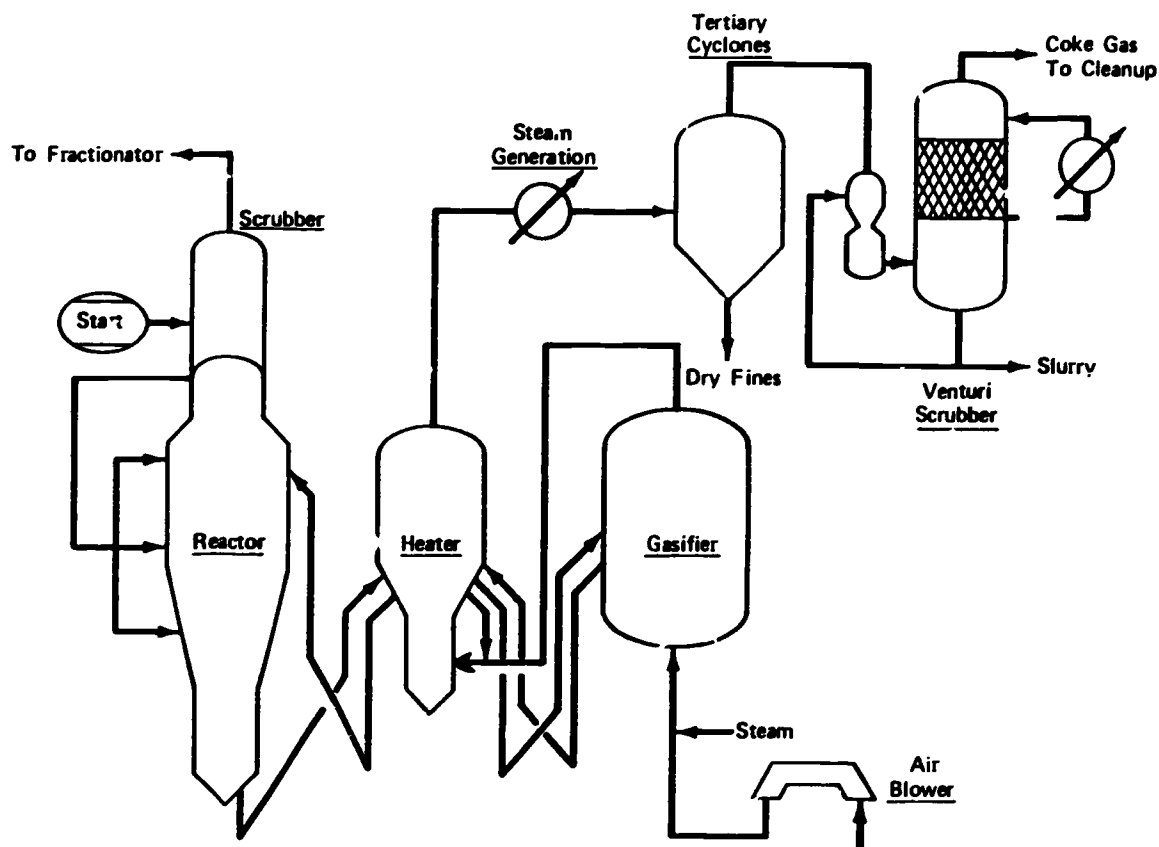 Tertiary
Cyclones
Coke Gas
To Cleanup
To Fractionator
Steam
Generation
Scrubber
Start
Dry Fines
Slurry
Venturi
Scrubber
Reactor
Heater
Gasifier
Steam
Air
Blower